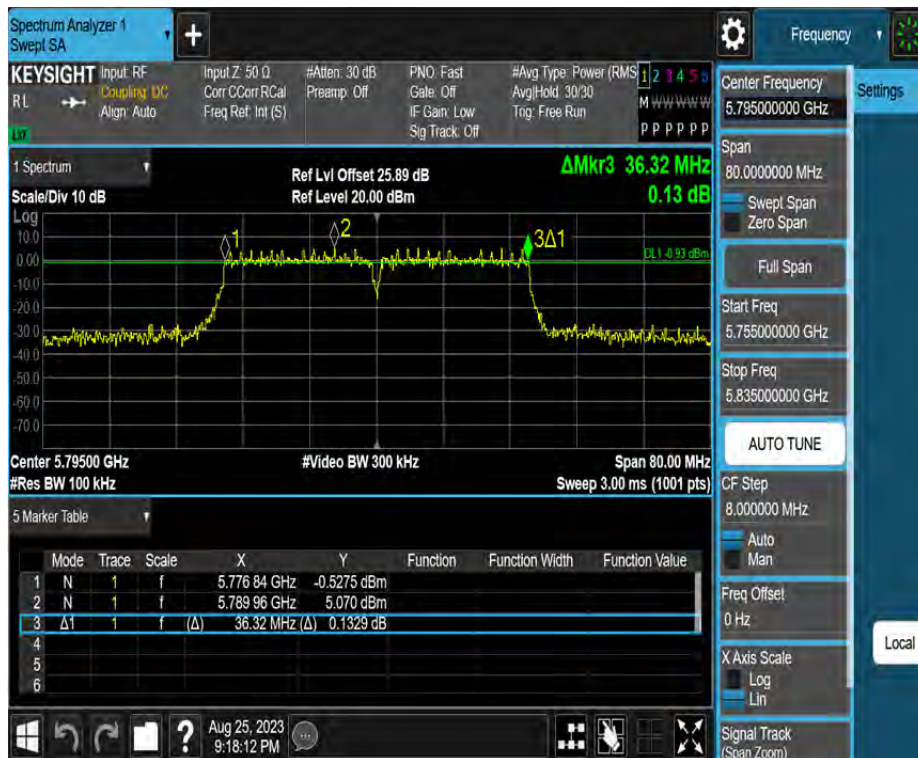 Spectrum Analyzer 1
Swept SA
+
Frequency
KEYSIGHT
RL
LXI
Input: RF
Coupling: DC
Align: Auto
Input Z: 50 Ω
Corr CCorr RCal
Freq Ref: Int (S)
#Atten: 30 dB
Preamp: Off
PNO: Fast
Gate: Off
IF Gain: Low
Sig Track: Off
#Avg Type: Power (RMS
Avg|Hold: 30/30
Trig: Free Run
1 2 3 4 5 6
M W W W W W
P P P P P P
Center Frequency
5.795000000 GHz
Settings
Span
80.0000000 MHz
Swept Span
Zero Span
Full Span
Start Freq
5.755000000 GHz
Stop Freq
5.835000000 GHz
AUTO TUNE
CF Step
8.000000 MHz
Auto
Man
Freq Offset
0 Hz
X Axis Scale
Log
Lin
Signal Track
(Span Zoom)
Local
1 Spectrum
Scale/Div 10 dB
Ref Lvl Offset 25.89 dB
Ref Level 20.00 dBm
ΔMkr3 36.32 MHz
0.13 dB
Log
10.0
0.00
-10.0
-20.0
-30.0
-40.0
-50.0
-60.0
-70.0
1
2
3Δ1
DL1 -0.93 dBm
Center 5.79500 GHz
#Video BW 300 kHz
Span 80.00 MHz
#Res BW 100 kHz
Sweep 3.00 ms (1001 pts)
5 Marker Table
Mode Trace Scale X Y Function Function Width Function Value
1 N 1 f 5.776 84 GHz -0.5275 dBm
2 N 1 f 5.789 96 GHz 5.070 dBm
3 Δ1 1 f (Δ) 36.32 MHz (Δ) 0.1329 dB
4
5
6
?
Aug 25, 2023
9:18:12 PM